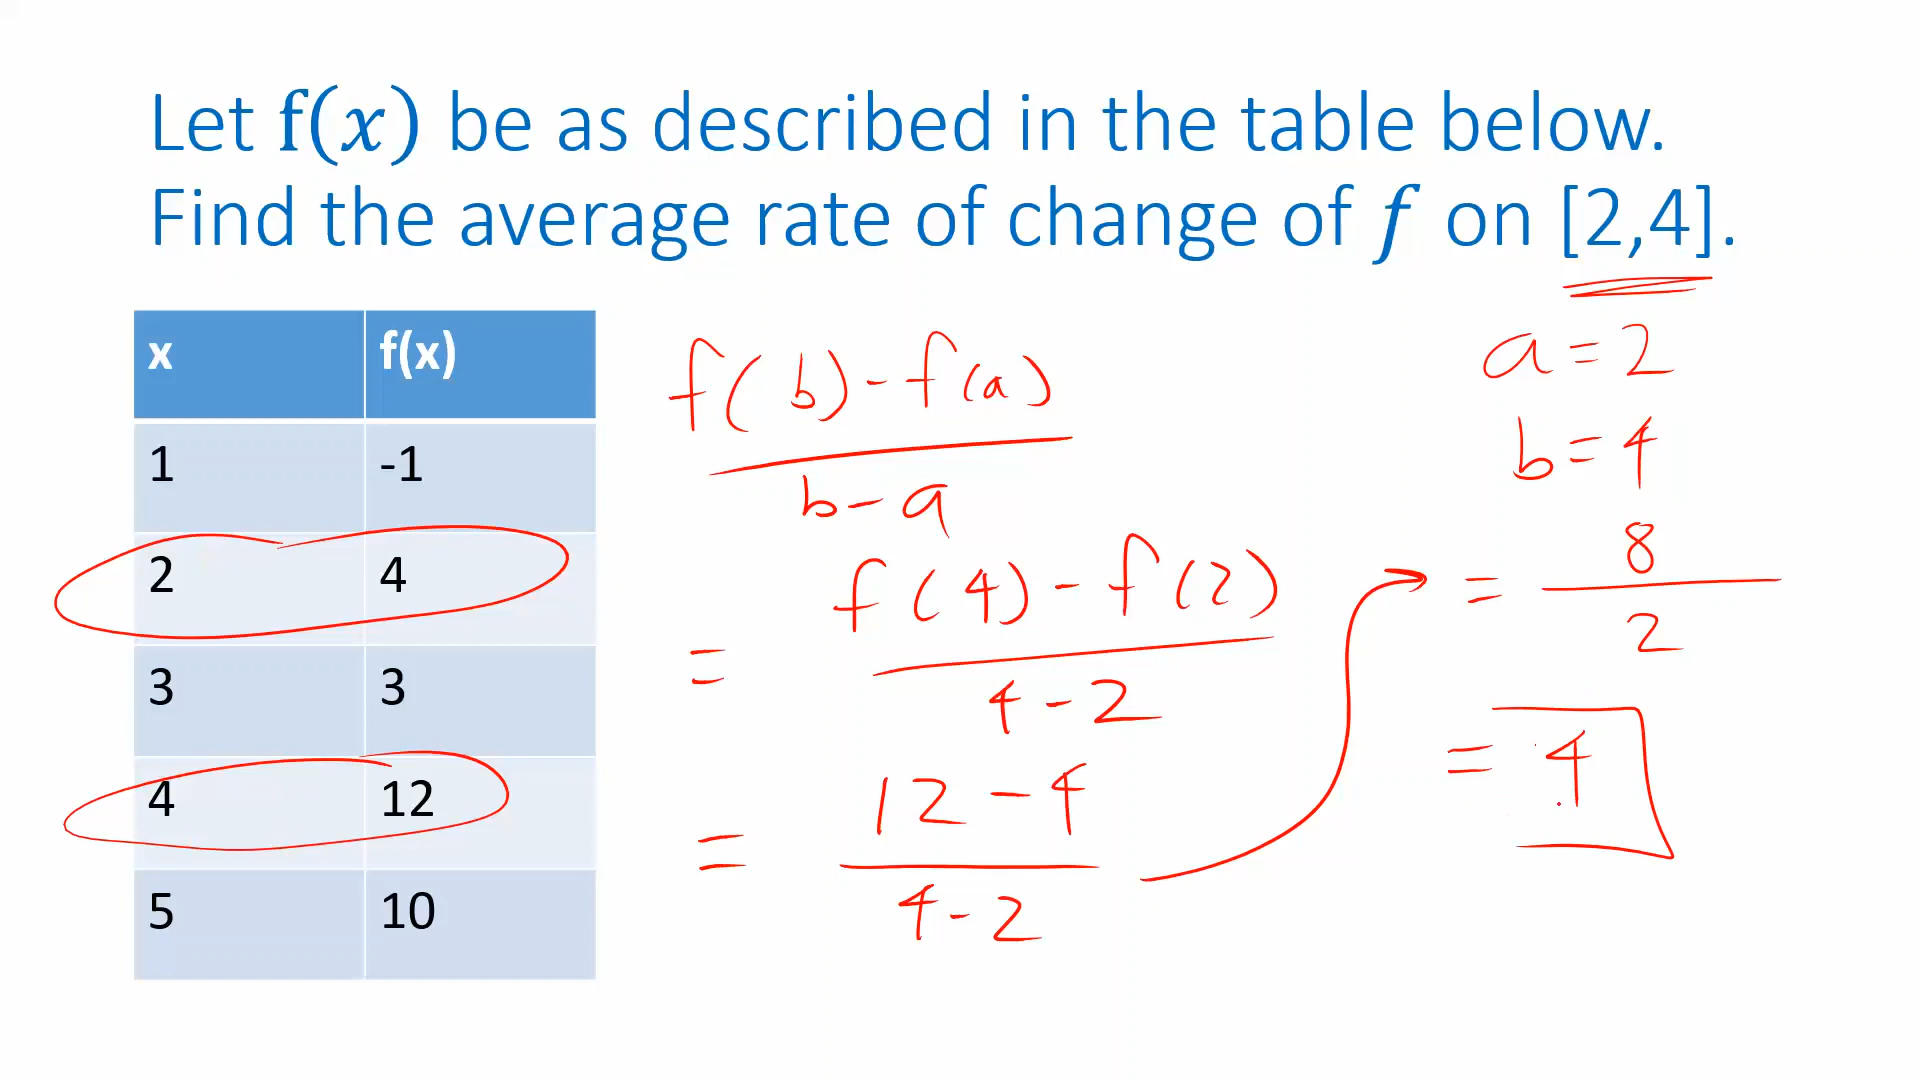 Let f(x) be as described in the table below.
Find the average rate of change of f on [2,4].
x f(x)
1 -1
2 4
3 3
4 12
5 10
f(b)-f(a)
b-a
= f(4)-f(2)
4-2
= 12-4
4-2
a=2
b=4
= 8
2
= 4